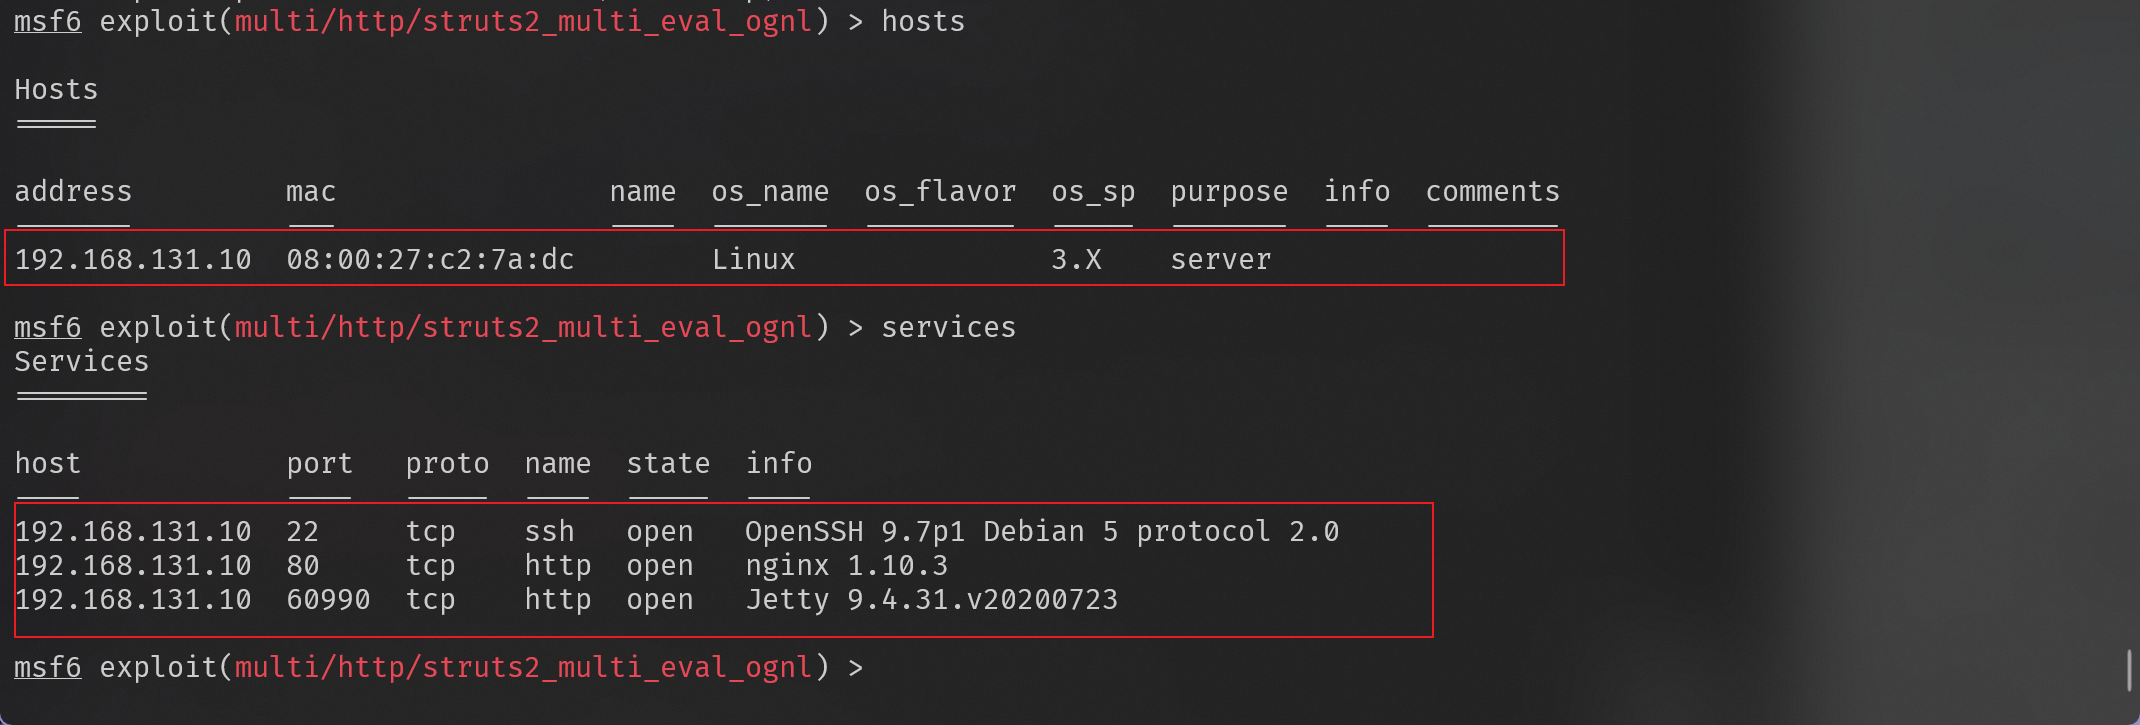 msf6 exploit(multi/http/struts2_multi_eval_ognl) > hosts
Hosts
=====
address mac name os_name os_flavor os_sp purpose info comments
192.168.131.10 08:00:27:c2:7a:dc Linux 3.X server
msf6 exploit(multi/http/struts2_multi_eval_ognl) > services
Services
========
host port proto name state info
192.168.131.10 22 tcp ssh open OpenSSH 9.7p1 Debian 5 protocol 2.0
192.168.131.10 80 tcp http open nginx 1.10.3
192.168.131.10 60990 tcp http open Jetty 9.4.31.v20200723
msf6 exploit(multi/http/struts2_multi_eval_ognl) >